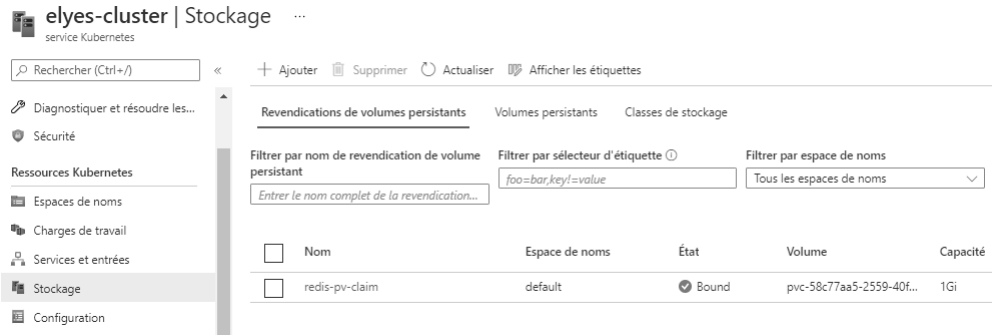 elyes-cluster | Stockage ...
service Kubernetes
Rechercher (Ctrl+/)
«
Diagnostiquer et résoudre les...
Sécurité
Ressources Kubernetes
Espaces de noms
Charges de travail
Services et entrées
Stockage
Configuration
Ajouter Supprimer Actualiser Afficher les étiquettes
Revendications de volumes persistants Volumes persistants Classes de stockage
Filtrer par nom de revendication de volume
persistant
Entrer le nom complet de la revendication...
Filtrer par sélecteur d'étiquette
foo=bar,key!=value
Filtrer par espace de noms
Tous les espaces de noms
Nom Espace de noms État Volume Capacité
redis-pv-claim default Bound pvc-58c77aa5-2559-40f... 1Gi